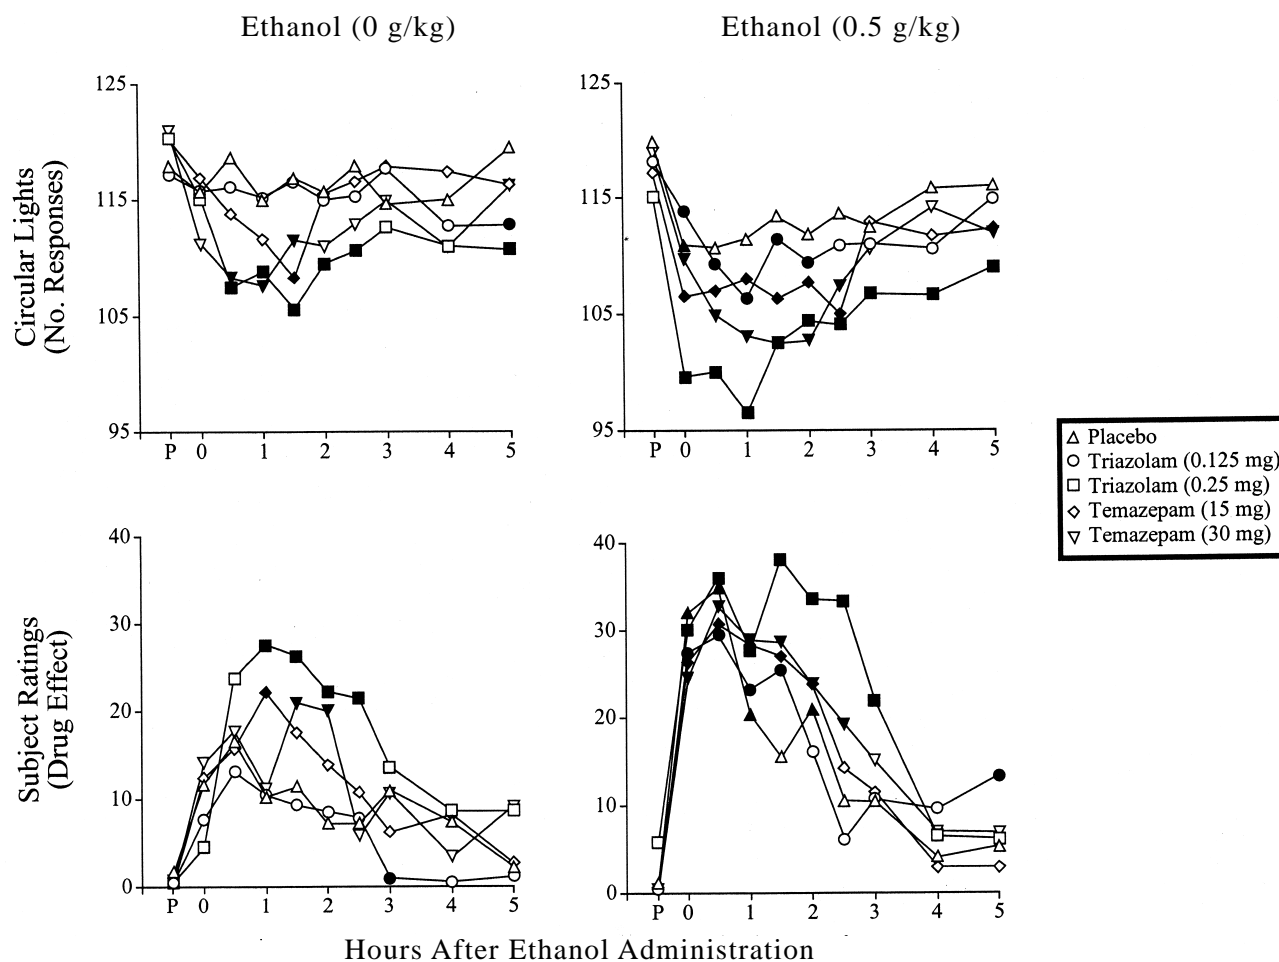 Ethanol (0 g/kg)
Ethanol (0.5 g/kg)
Circular Lights
(No. Responses)
125
115
105
95
P 0 1 2 3 4 5
125
115
105
95
P 0 1 2 3 4 5
Placebo
Triazolam (0.125 mg)
Triazolam (0.25 mg)
Temazepam (15 mg)
Temazepam (30 mg)
Subject Ratings
(Drug Effect)
40
30
20
10
0
P 0 1 2 3 4 5
40
30
20
10
0
P 0 1 2 3 4 5
Hours After Ethanol Administration